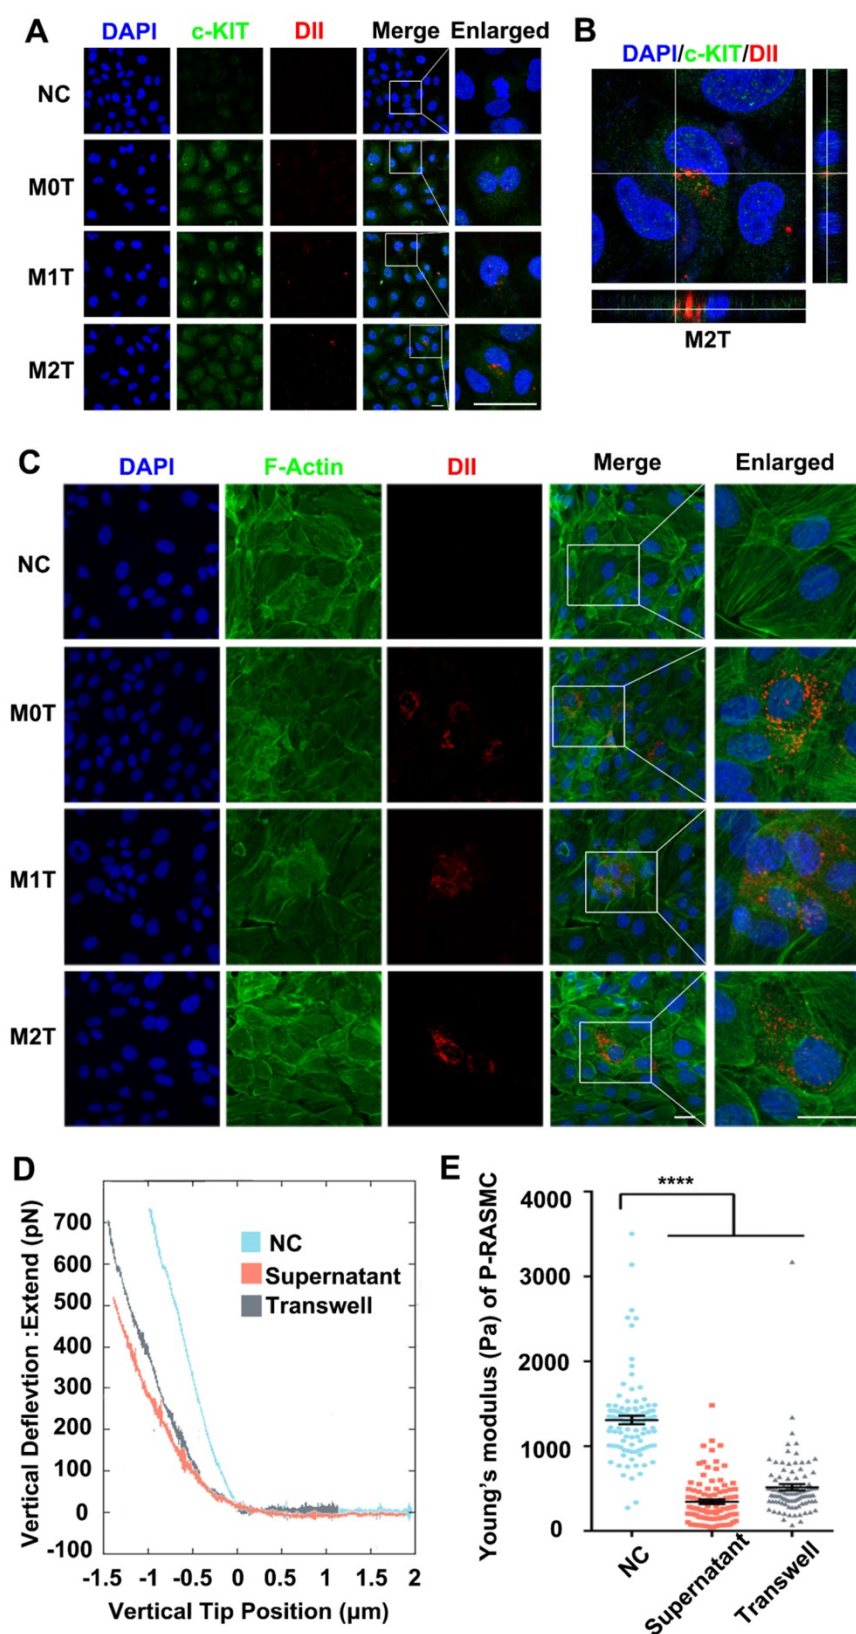 A
DAPI c-KIT DII Merge Enlarged
NC
M0T
M1T
M2T
B
DAPI/c-KIT/DII
M2T
C
DAPI F-Actin DII Merge Enlarged
NC
M0T
M1T
M2T
D
Vertical Deflevtion :Extend (pN)
700
600
500
400
300
200
100
0
-100
-1.5 -1 -0.5 0 0.5 1 1.5 2
Vertical Tip Position (µm)
NC
Supernatant
Transwell
E
Young's modulus (Pa) of P-RASMC
4000
3000
2000
1000
0
****
NC
Supernatant
Transwell